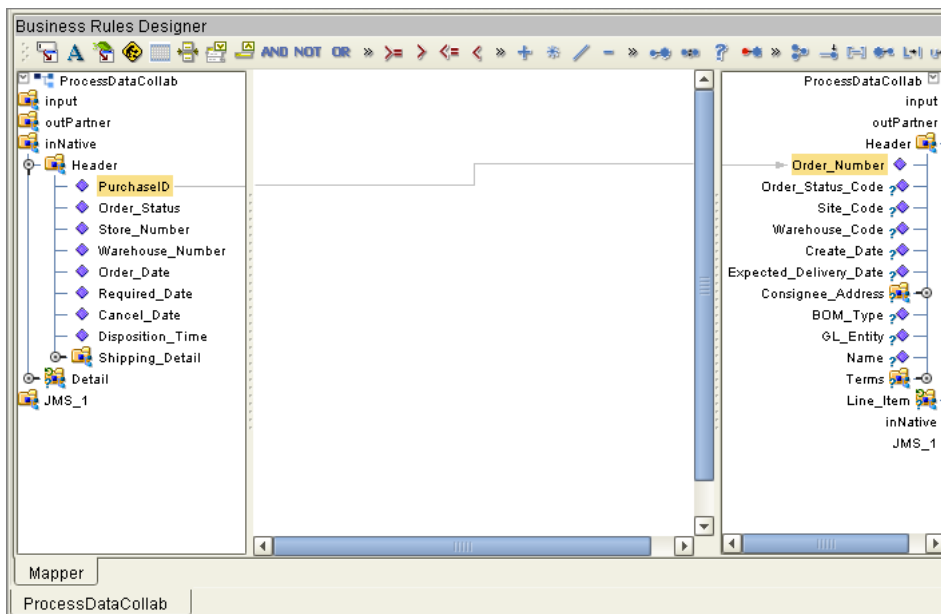 Business Rules Designer
A AND NOT OR » >= > <= < » + * / - » ? »
ProcessDataCollab
input
outPartner
inNative
Header
PurchaseID
Order_Status
Store_Number
Warehouse_Number
Order_Date
Required_Date
Cancel_Date
Disposition_Time
Shipping_Detail
Detail
JMS_1
ProcessDataCollab
input
outPartner
Header
Order_Number
Order_Status_Code
Site_Code
Warehouse_Code
Create_Date
Expected_Delivery_Date
Consignee_Address
BOM_Type
GL_Entity
Name
Terms
Line_Item
inNative
JMS_1
Mapper
ProcessDataCollab